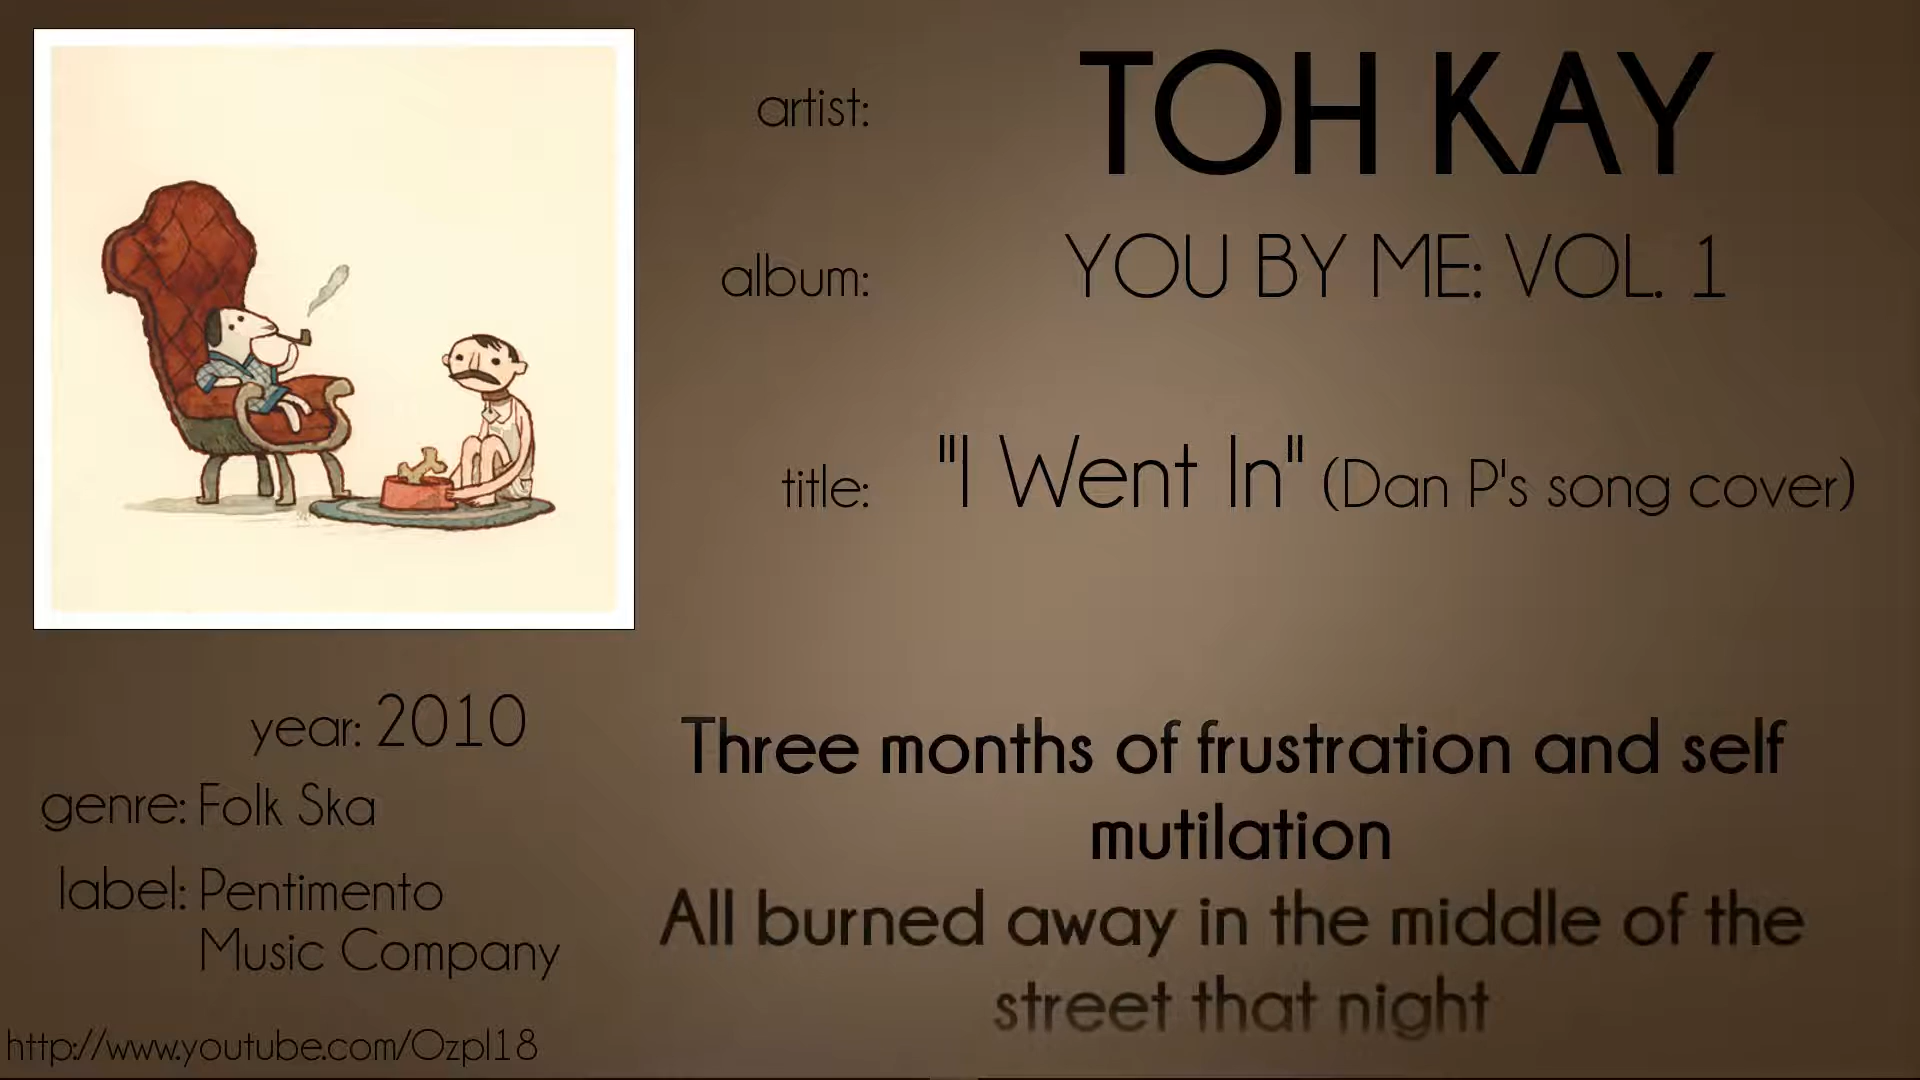 artist: TOH KAY
album: YOU BY ME: VOL. 1
title: "I Went In" (Dan P's song cover)
year: 2010
genre: Folk Ska
label: Pentimento
Music Company
http://www.youtube.com/Ozpl18
Three months of frustration and self
mutilation
All burned away in the middle of the
street that night